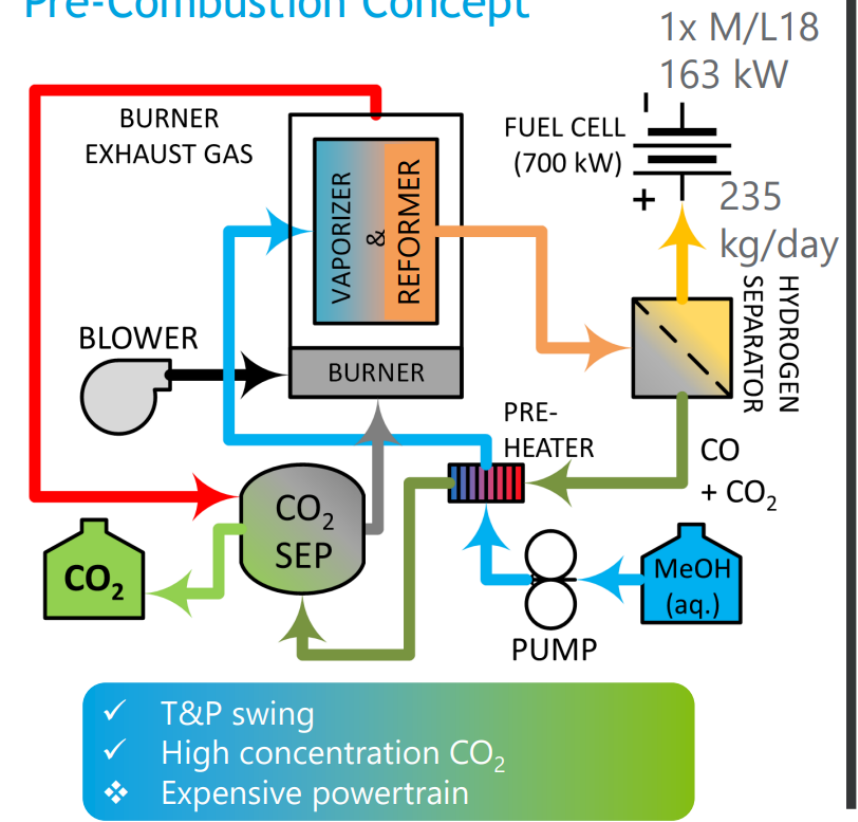 Pre-Combustion Concept
1x M/L18
163 kW
BURNER
EXHAUST GAS
FUEL CELL
(700 kW)
-
+
235
kg/day
VAPORIZER
&
REFORMER
HYDROGEN
SEPARATOR
BLOWER
BURNER
PRE-
HEATER
CO
+ CO₂
CO₂
SEP
CO₂
MeOH
(aq.)
PUMP
✓ T&P swing
✓ High concentration CO₂
❖ Expensive powertrain